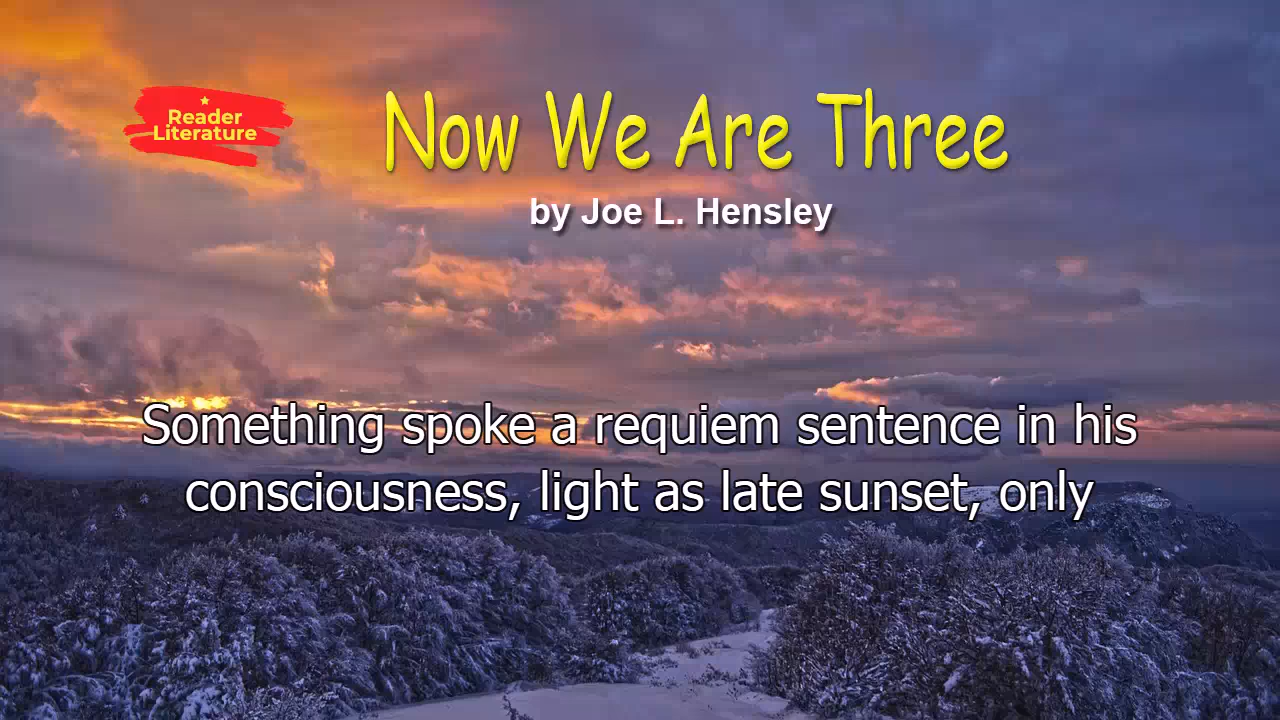 Reader
Literature
Now We Are Three
by Joe L. Hensley
Something spoke a requiem sentence in his
consciousness, light as late sunset, only